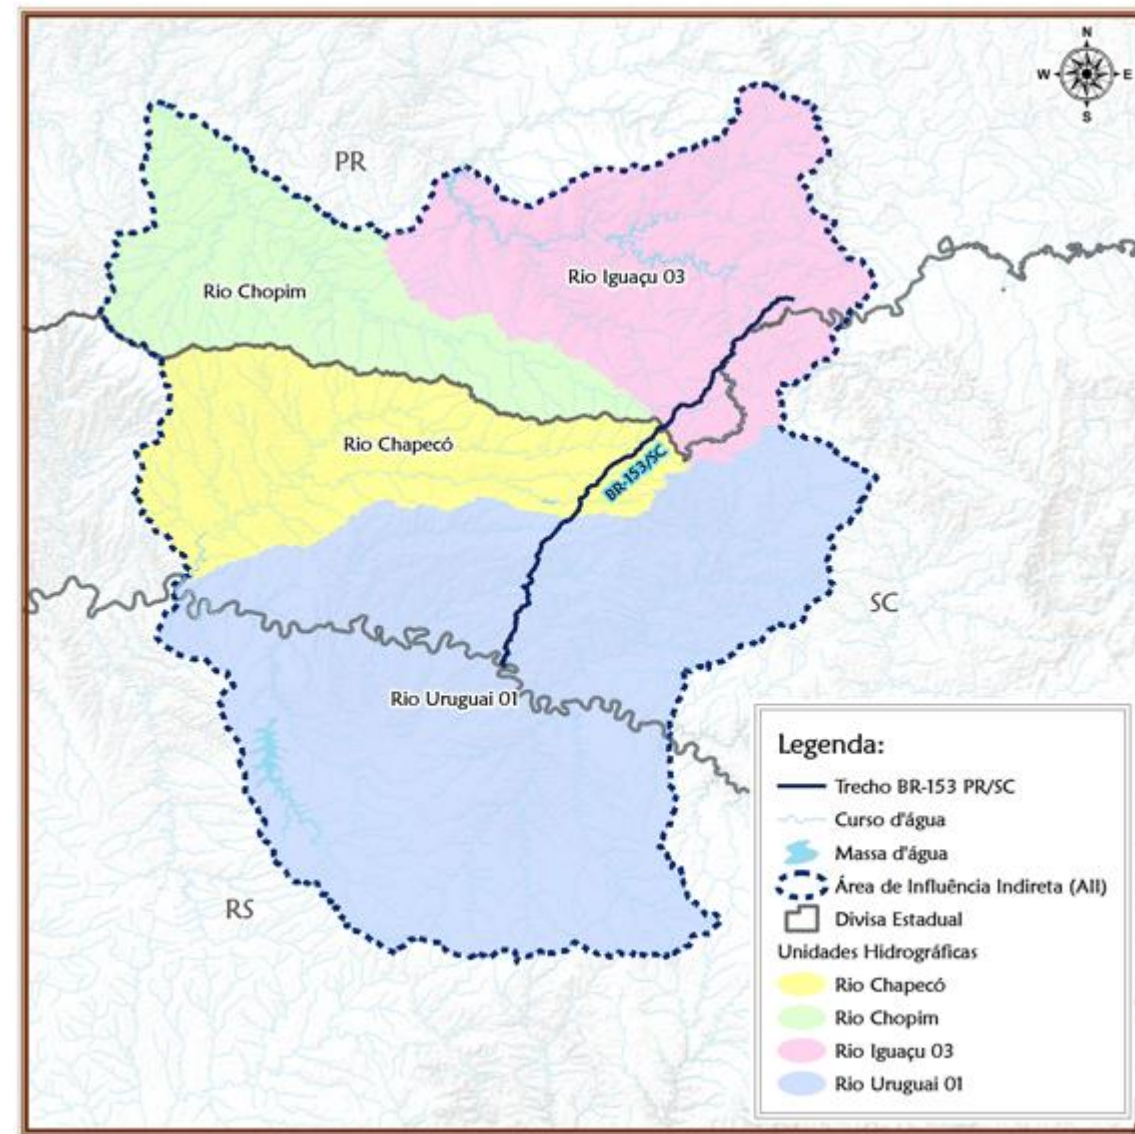 N
W E
S
PR
Rio Iguaçu 03
Rio Chopim
Rio Chapecó
BR-153/SC
SC
Rio Uruguai 01
RS
Legenda:
Trecho BR-153 PR/SC
Curso d'água
Massa d'água
Área de Influência Indireta (AII)
Divisa Estadual
Unidades Hidrográficas
Rio Chapecó
Rio Chopim
Rio Iguaçu 03
Rio Uruguai 01